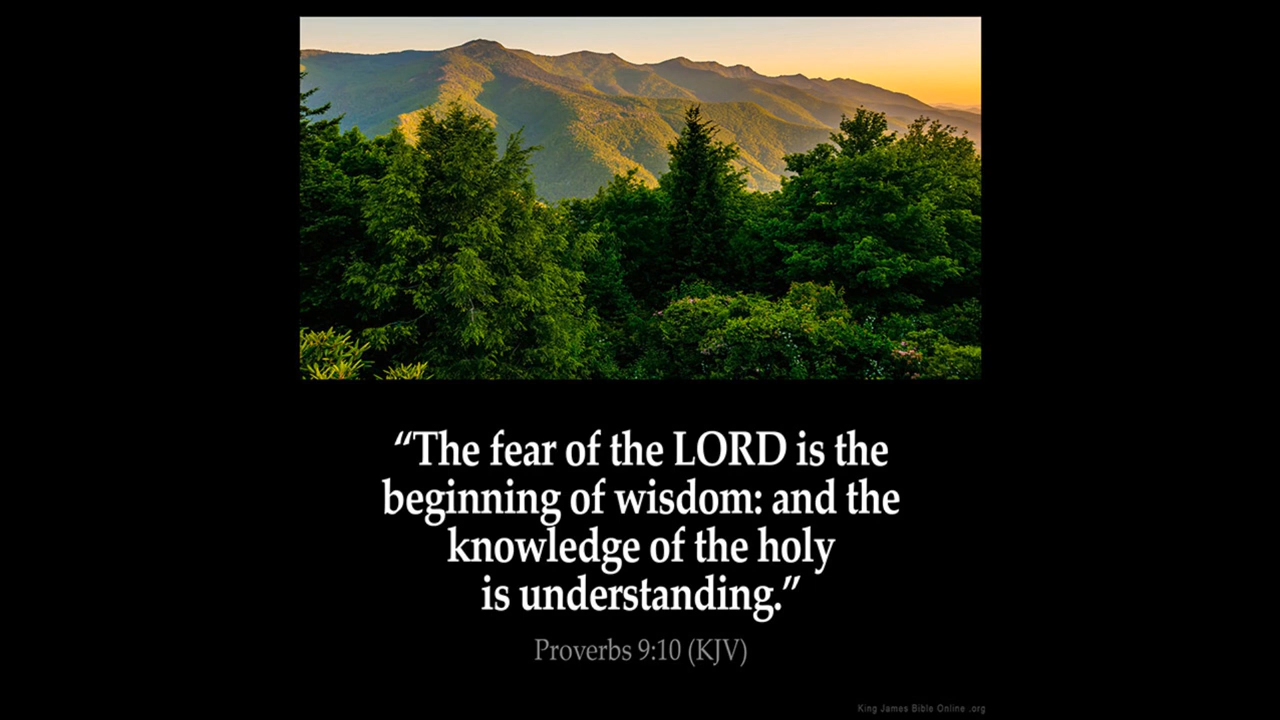 “The fear of the LORD is the
beginning of wisdom: and the
knowledge of the holy
is understanding.”
Proverbs 9:10 (KJV)
King James Bible Online .org